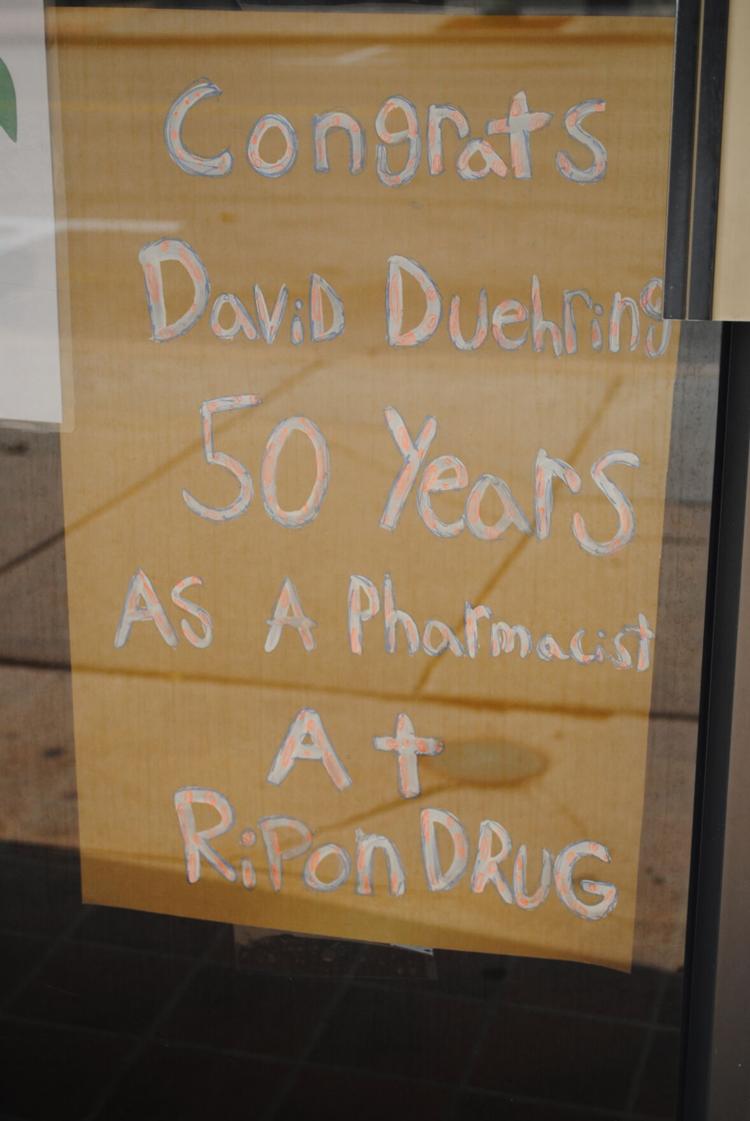 Congrats
DaviD Duehring
50 Years
AS A Pharmacist
At
RiPon DRUG